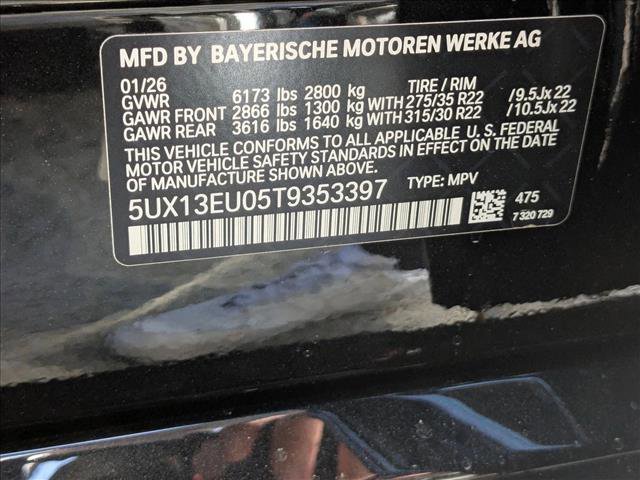 MFD BY BAYERISCHE MOTOREN WERKE AG
01/26 TIRE / RIM
GVWR 6173 lbs 2800 kg
GAWR FRONT 2866 lbs 1300 kg WITH 275/35 R22 /9.5Jx22
GAWR REAR 3616 lbs 1640 kg WITH 315/30 R22 /10.5Jx22
THIS VEHICLE CONFORMS TO ALL APPLICABLE U.S. FEDERAL
MOTOR VEHICLE SAFETY STANDARDS IN EFFECT ON THE DATE
OF MANUFACTURE SHOWN ABOVE.
5UX13EU05T9353397 TYPE: MPV
475
7 320 729